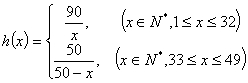 h(x) = { 90/x, (x∈N*, 1≤x≤32)
50/(50−x), (x∈N*, 33≤x≤49)